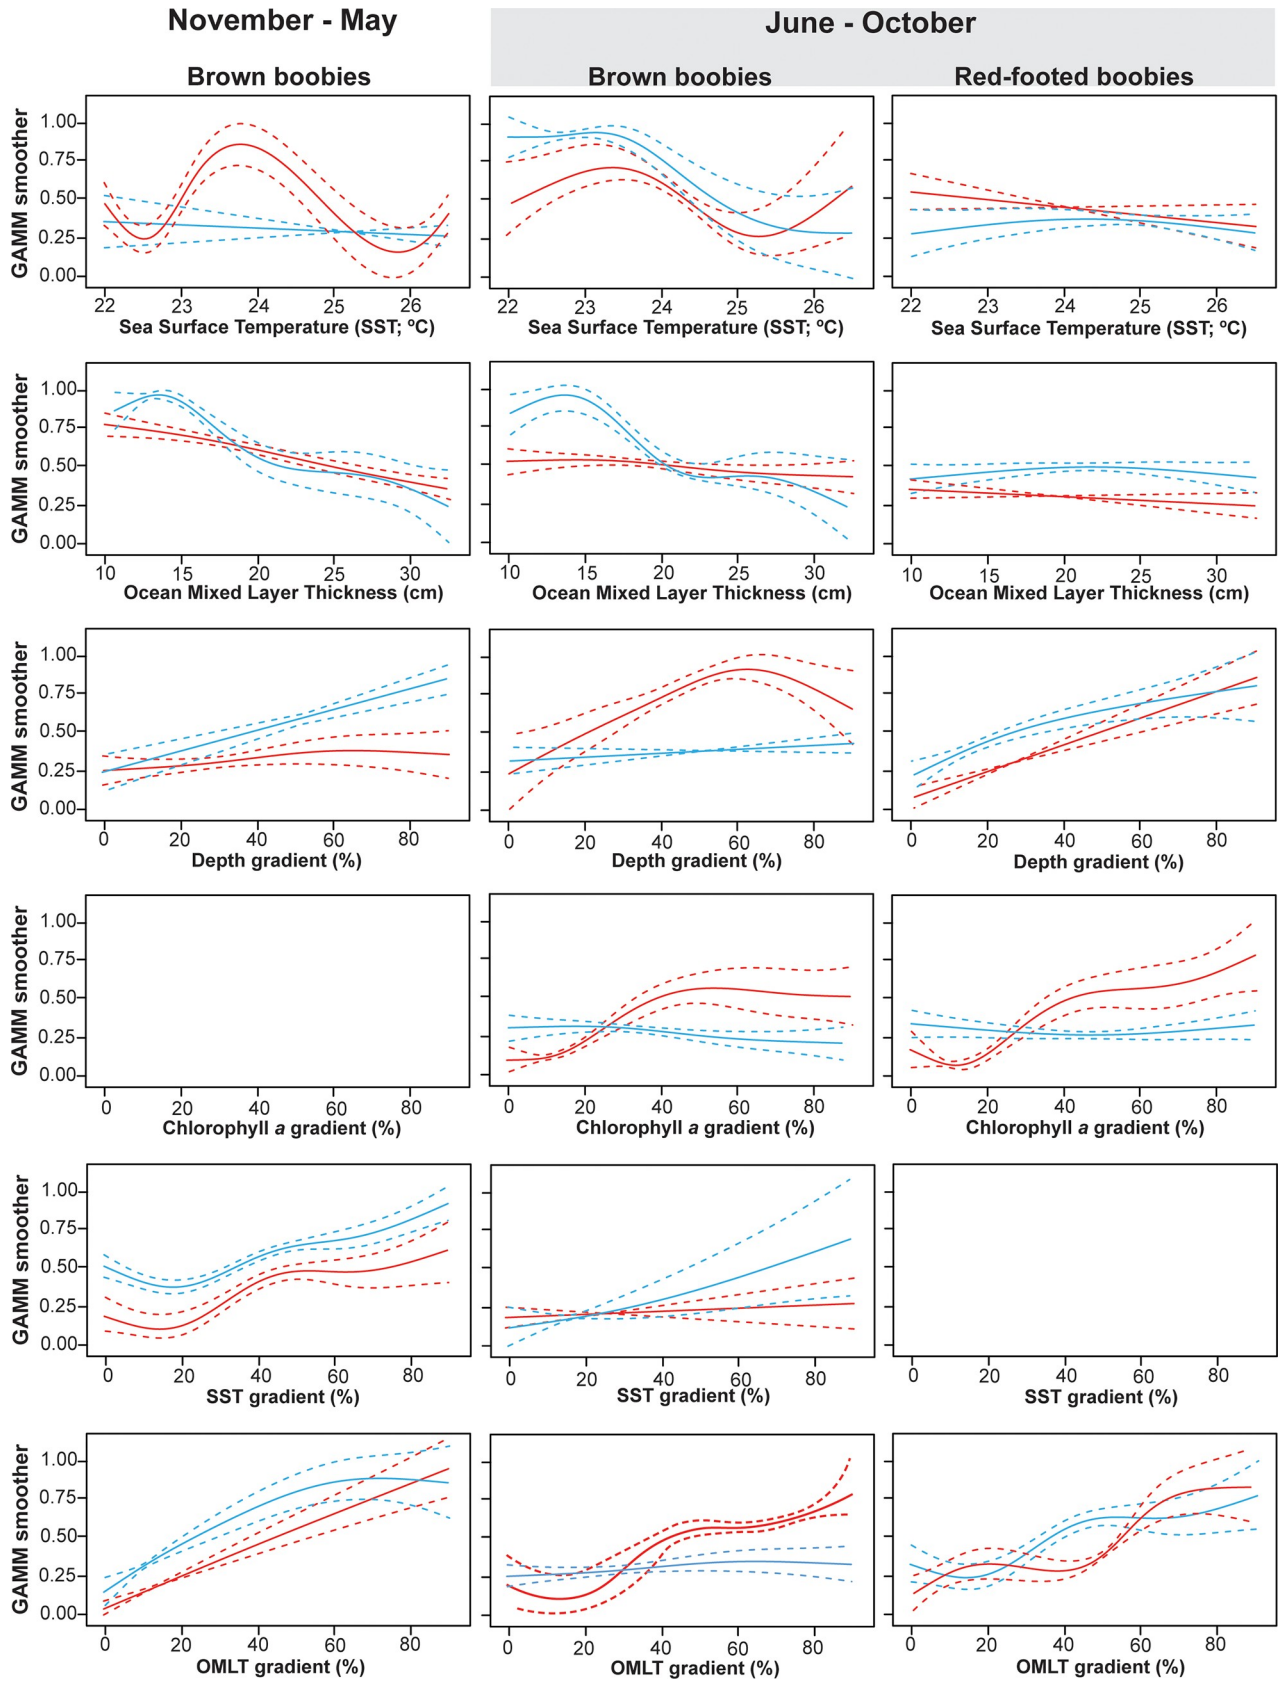 November - May
June - October
Brown boobies
Brown boobies
Red-footed boobies
GAMM smoother
1.00
0.75
0.50
0.25
0.00
22 23 24 25 26
22 23 24 25 26
22 23 24 25 26
Sea Surface Temperature (SST; ºC)
Sea Surface Temperature (SST; ºC)
Sea Surface Temperature (SST; ºC)
GAMM smoother
1.00
0.75
0.50
0.25
0.00
10 15 20 25 30
10 15 20 25 30
10 15 20 25 30
Ocean Mixed Layer Thickness (cm)
Ocean Mixed Layer Thickness (cm)
Ocean Mixed Layer Thickness (cm)
GAMM smoother
1.00
0.75
0.50
0.25
0.00
0 20 40 60 80
0 20 40 60 80
0 20 40 60 80
Depth gradient (%)
Depth gradient (%)
Depth gradient (%)
GAMM smoother
1.00
0.75
0.50
0.25
0.00
0 20 40 60 80
0 20 40 60 80
0 20 40 60 80
Chlorophyll a gradient (%)
Chlorophyll a gradient (%)
Chlorophyll a gradient (%)
GAMM smoother
1.00
0.75
0.50
0.25
0.00
0 20 40 60 80
0 20 40 60 80
0 20 40 60 80
SST gradient (%)
SST gradient (%)
SST gradient (%)
GAMM smoother
1.00
0.75
0.50
0.25
0.00
0 20 40 60 80
0 20 40 60 80
0 20 40 60 80
OMLT gradient (%)
OMLT gradient (%)
OMLT gradient (%)